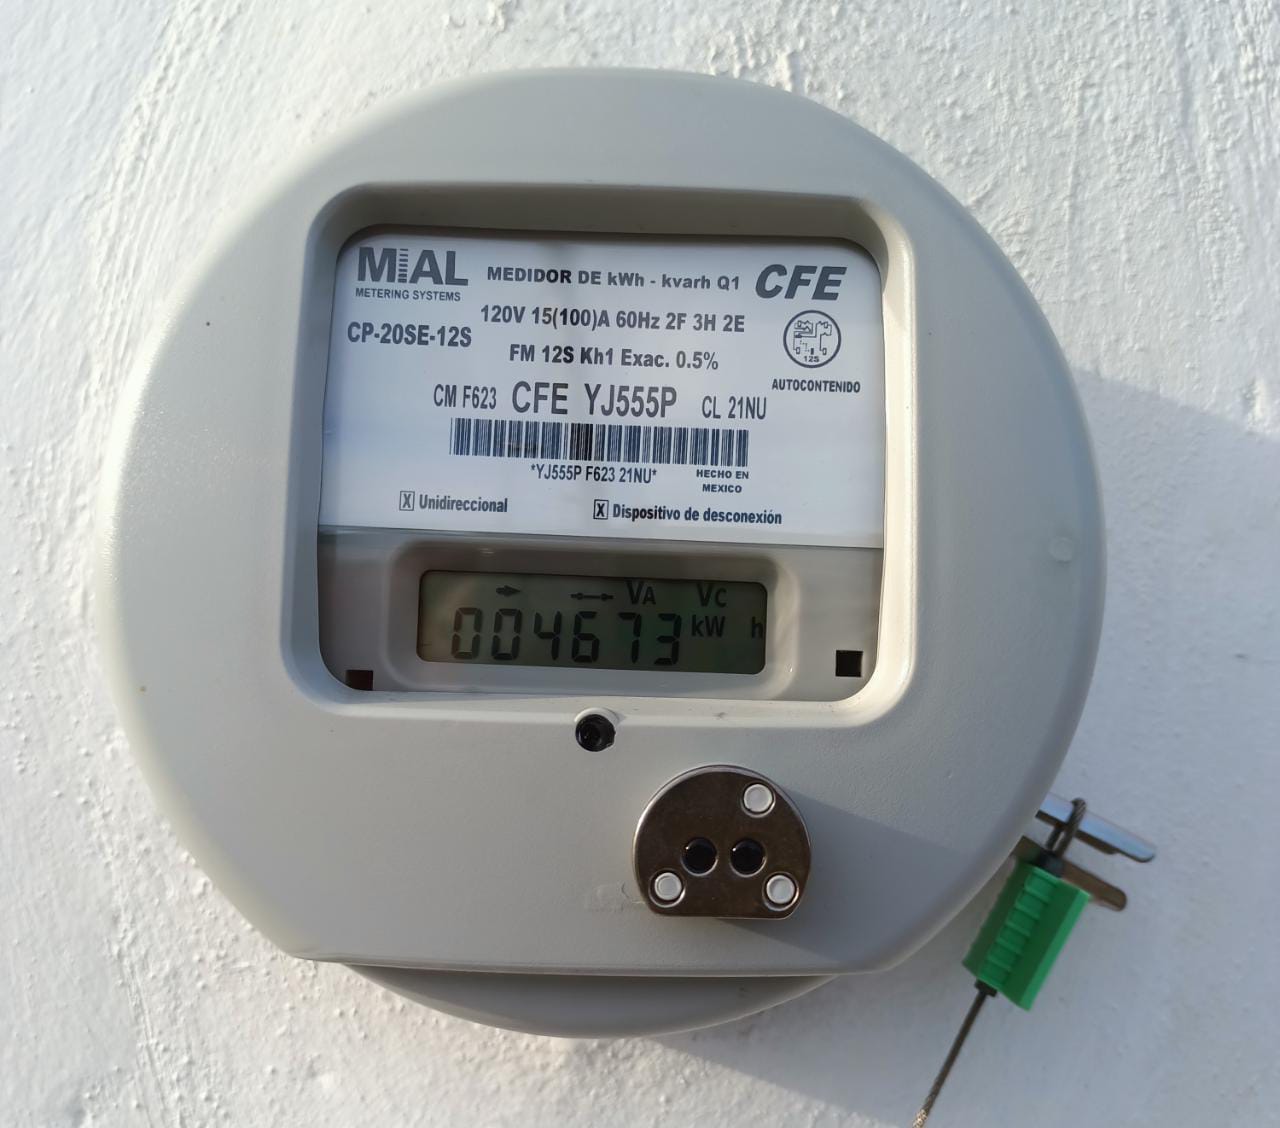 MIAL
METERING SYSTEMS
MEDIDOR DE kWh - kvarh Q1
CFE
120V 15(100)A 60Hz 2F 3H 2E
CP-20SE-12S
FM 12S Kh1 Exac. 0.5%
12S
AUTOCONTENIDO
CM F623 CFE YJ555P CL 21NU
*YJ555P F623 21NU*
HECHO EN
MEXICO
X Unidireccional
X Dispositivo de desconexión
VA VC
004673 kW h